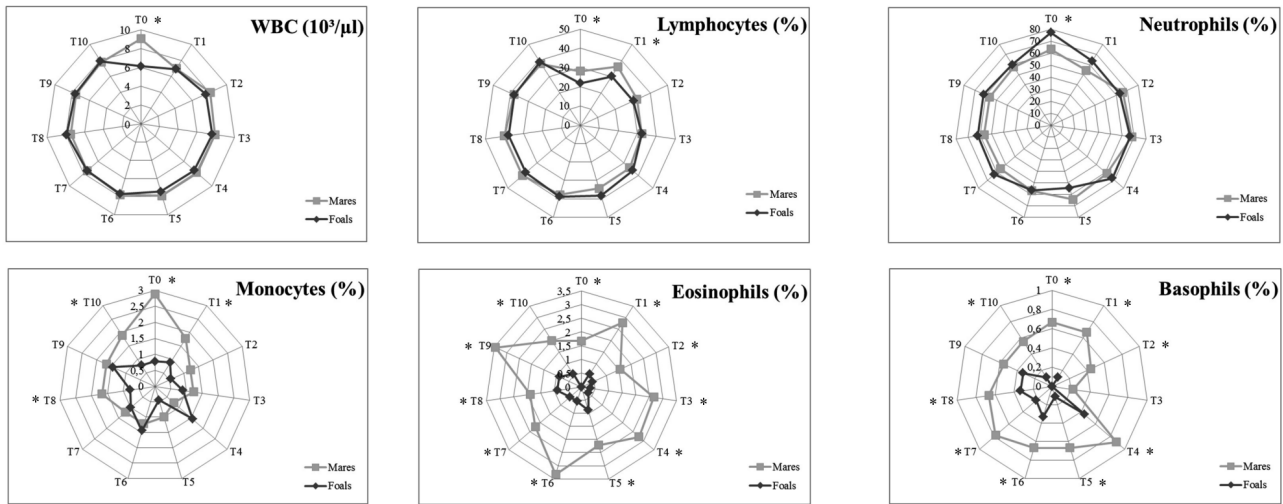 WBC (10³/µl)
T0 *
T1
T2
T3
T4
T5
T6
T7
T8
T9
T10
10
8
6
4
2
0
Mares
Foals
Lymphocytes (%)
T0 *
T1 *
T2
T3
T4
T5
T6
T7
T8
T9
T10
50
40
30
20
10
0
Mares
Foals
Neutrophils (%)
T0 *
T1
T2
T3
T4
T5
T6
T7
T8
T9
T10
80
70
60
50
40
30
20
10
0
Mares
Foals
Monocytes (%)
T0 *
T1 *
T2
T3
T4
T5
T6
T7
* T8
T9
* T10
3
2,5
2
1,5
1
0,5
0
Mares
Foals
Eosinophils (%)
T0 *
T1 *
T2 *
T3 *
T4 *
T5 *
* T6
* T7
* T8
* T9
* T10
3,5
3
2,5
2
1,5
1
0,5
0
Mares
Foals
Basophils (%)
T0 *
T1 *
T2 *
T3
T4 *
T5 *
* T6
* T7
* T8
T9
* T10
1
0,8
0,6
0,4
0,2
0
Mares
Foals